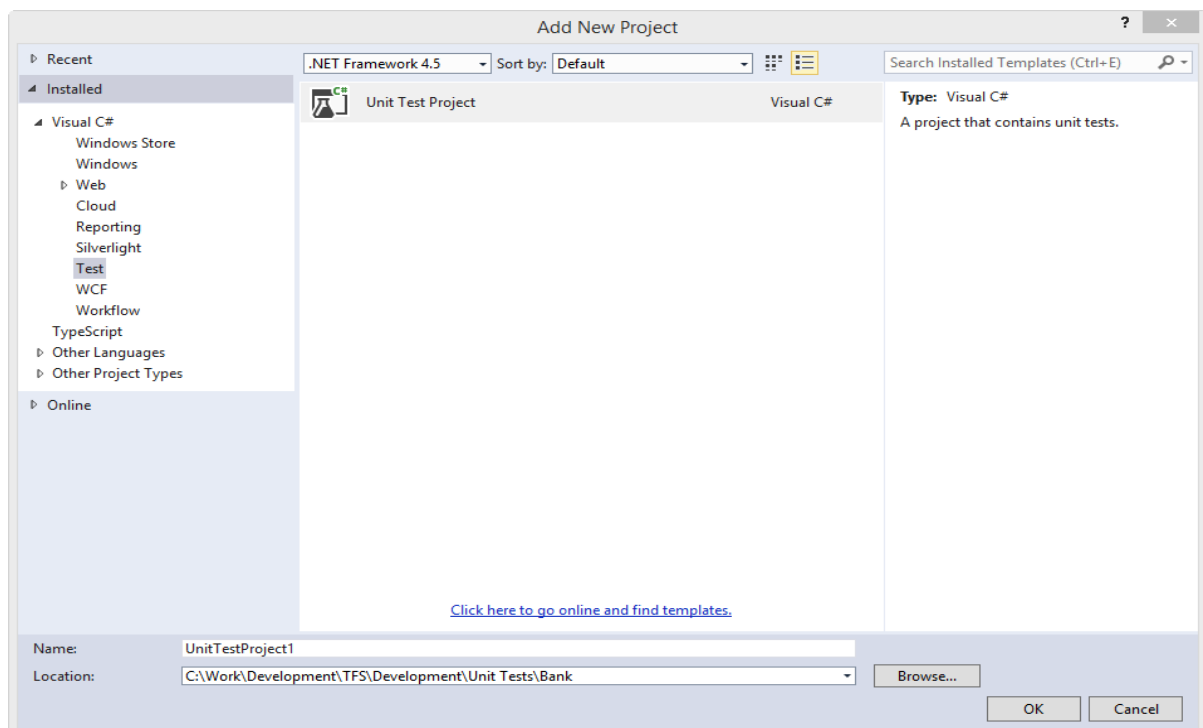 Add New Project
?
Recent
Installed
Visual C#
Windows Store
Windows
Web
Cloud
Reporting
Silverlight
Test
WCF
Workflow
TypeScript
Other Languages
Other Project Types
Online
.NET Framework 4.5 Sort by: Default
C# Unit Test Project Visual C#
Click here to go online and find templates.
Search Installed Templates (Ctrl+E)
Type: Visual C#
A project that contains unit tests.
Name: UnitTestProject1
Location: C:\Work\Development\TFS\Development\Unit Tests\Bank Browse...
OK Cancel